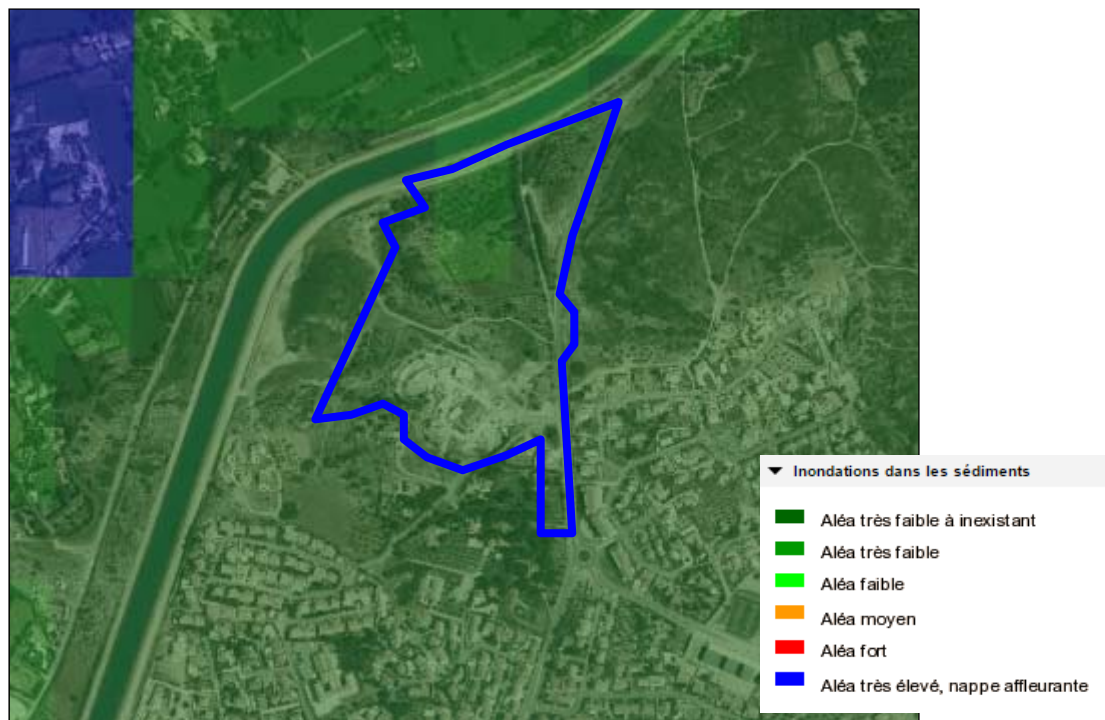 Inondations dans les sédiments
Aléa très faible à inexistant
Aléa très faible
Aléa faible
Aléa moyen
Aléa fort
Aléa très élevé, nappe affleurante